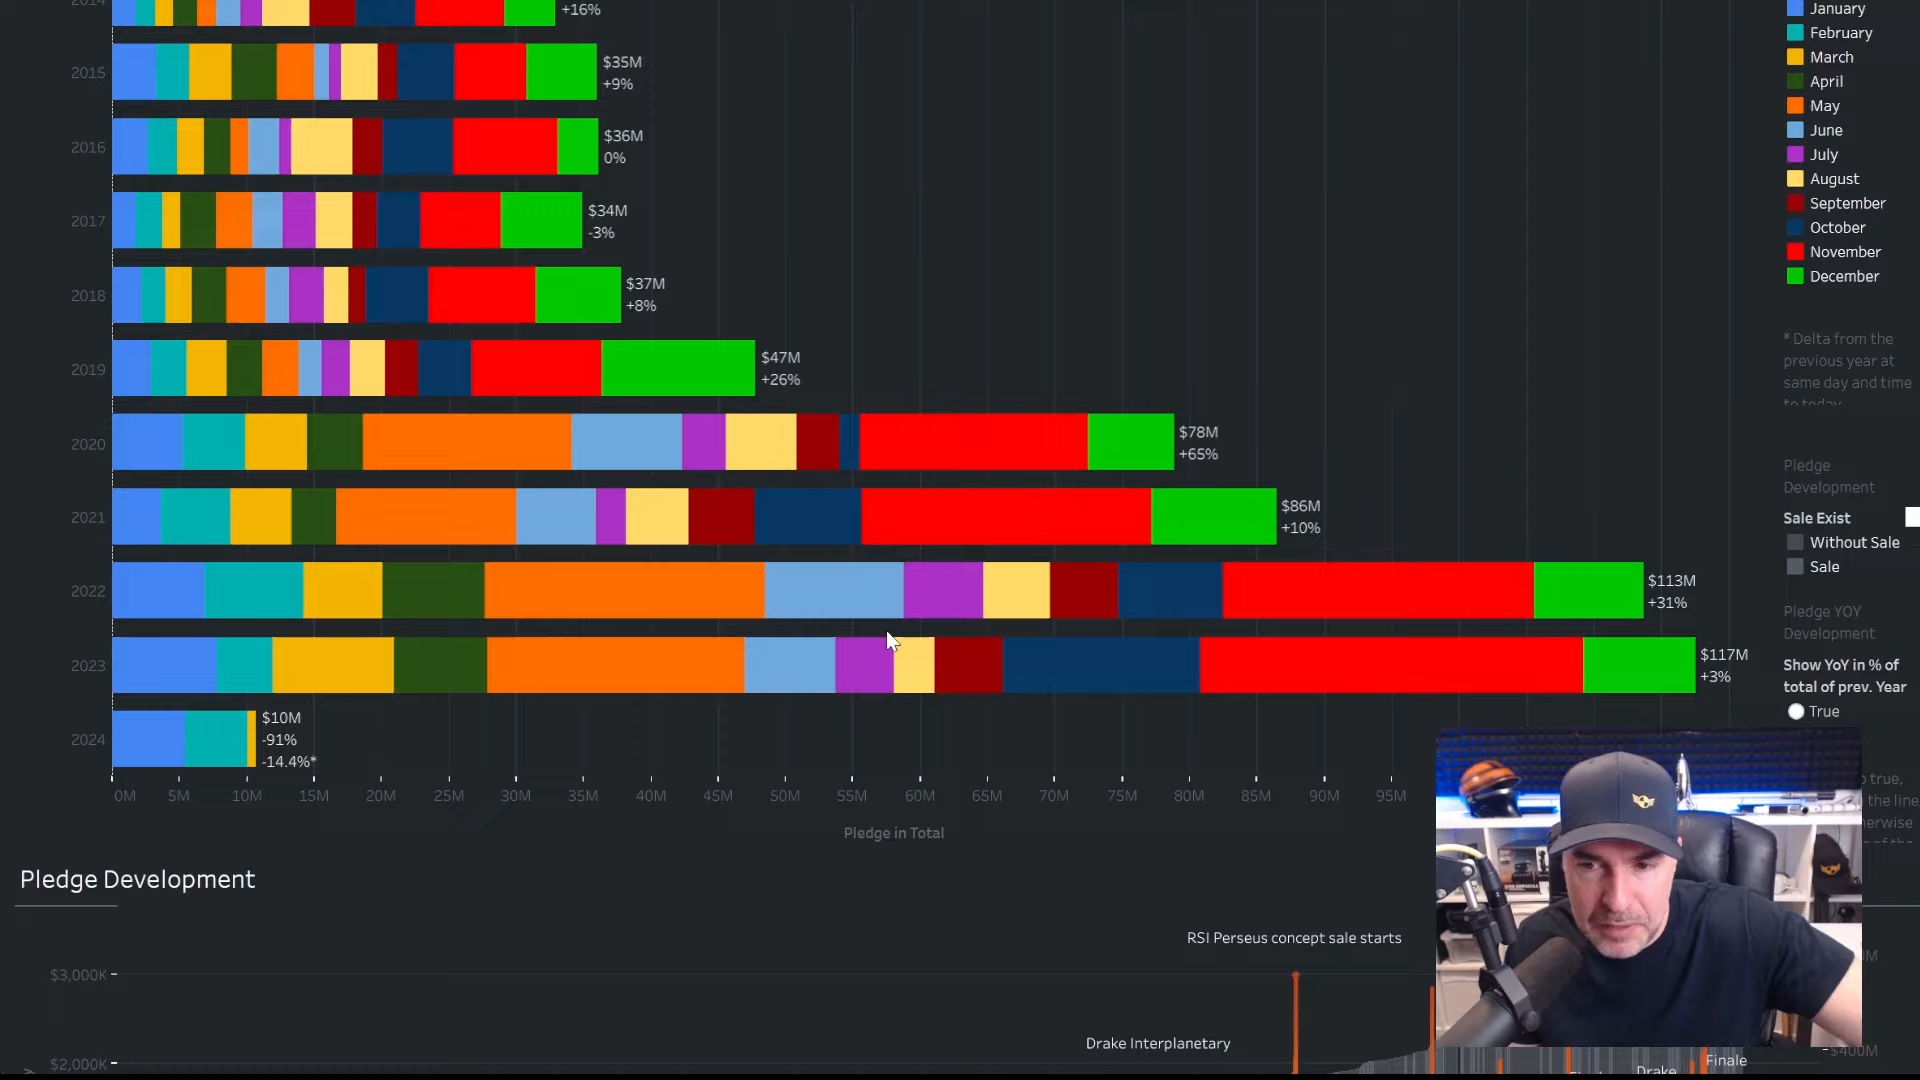 +16%
2015
$35M
+9%
2016
$36M
0%
2017
$34M
-3%
2018
$37M
+8%
2019
$47M
+26%
2020
$78M
+65%
2021
$86M
+10%
2022
$113M
+31%
2023
$117M
+3%
2024
$10M
-91%
-14.4%*
0M 5M 10M 15M 20M 25M 30M 35M 40M 45M 50M 55M 60M 65M 70M 75M 80M 85M 90M 95M
Pledge in Total
January
February
March
April
May
June
July
August
September
October
November
December
* Delta from the
previous year at
same day and time
to today
Pledge
Development
Sale Exist
Without Sale
Sale
Pledge YOY
Development
Show YoY in % of
total of prev. Year
True
true,
the line
Pledge Development
RSI Perseus concept sale starts
$3,000K
Drake Interplanetary
$2,000K
Finale
Drake
$400M